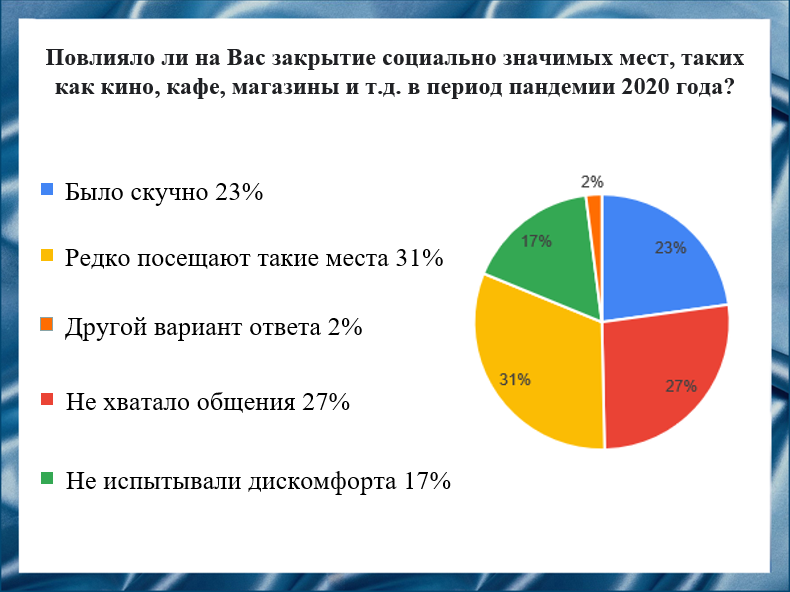 Повлияло ли на Вас закрытие социально значимых мест, таких
как кино, кафе, магазины и т.д. в период пандемии 2020 года?
Было скучно 23%
Редко посещают такие места 31%
Другой вариант ответа 2%
Не хватало общения 27%
Не испытывали дискомфорта 17%
2%
17%
23%
31%
27%